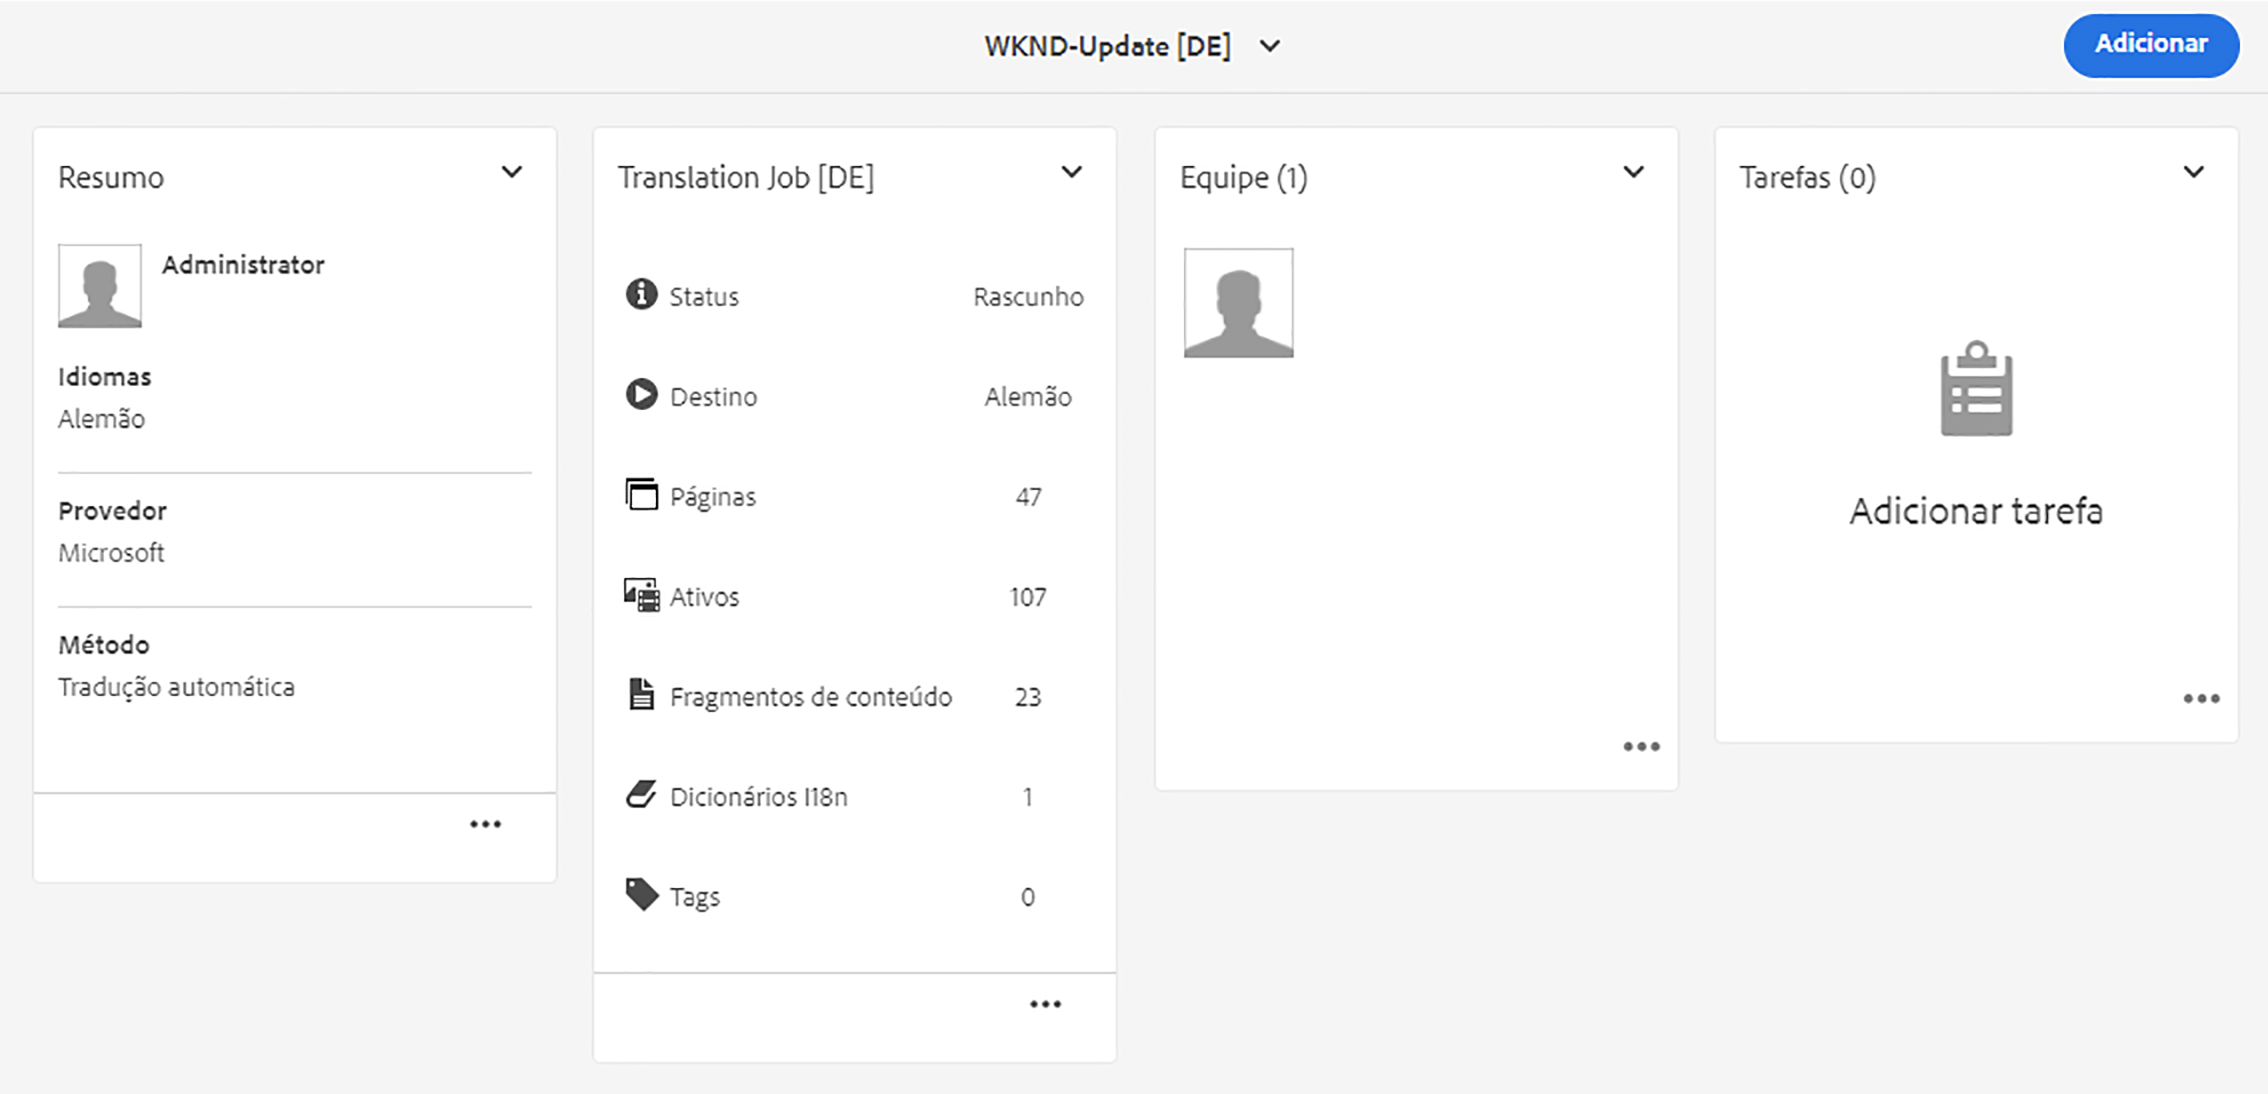 WKND-Update [DE]
Adicionar
Resumo
Administrator
Idiomas
Alemão
Provedor
Microsoft
Método
Tradução automática
Translation Job [DE]
Status Rascunho
Destino Alemão
Páginas 47
Ativos 107
Fragmentos de conteúdo 23
Dicionários I18n 1
Tags 0
Equipe (1)
Tarefas (0)
Adicionar tarefa